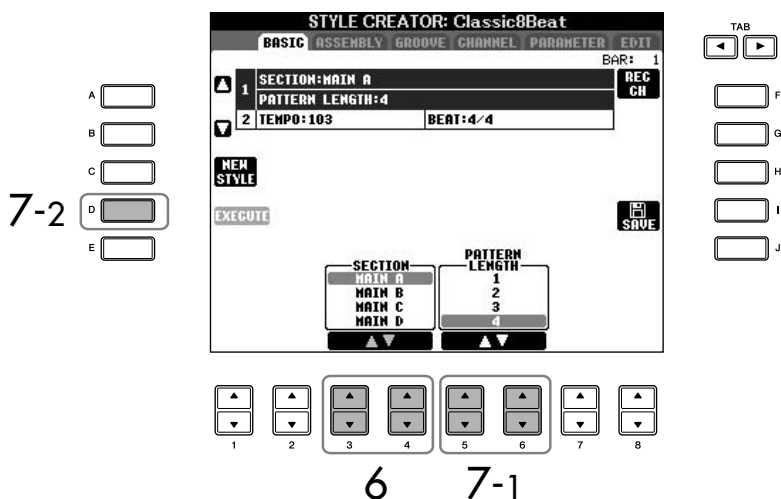 STYLE CREATOR: Classic8Beat
BASIC ASSEMBLY GROOVE CHANNEL PARAMETER EDIT
BAR: 1
TAB
1 SECTION:MAIN A
PATTERN LENGTH:4
REC CH
2 TEMPO:103 BEAT:4/4
NEW STYLE
EXECUTE
SAVE
A
B
C
D
E
7-2
F
G
H
I
J
SECTION
MAIN A
MAIN B
MAIN C
MAIN D
PATTERN LENGTH
1
2
3
4
1 2 3 4 5 6 7 8
6 7-1